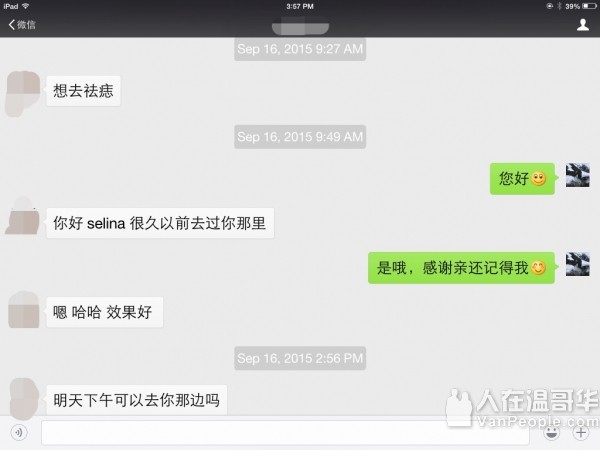 iPad
3:57 PM
39%
微信
Sep 16, 2015 9:27 AM
想去祛痣
Sep 16, 2015 9:49 AM
您好
你好 selina 很久以前去过你那里
是哦，感谢亲还记得我
嗯 哈哈 效果好
Sep 16, 2015 2:56 PM
明天下午可以去你那边吗
人在温哥华
VanPeople.com